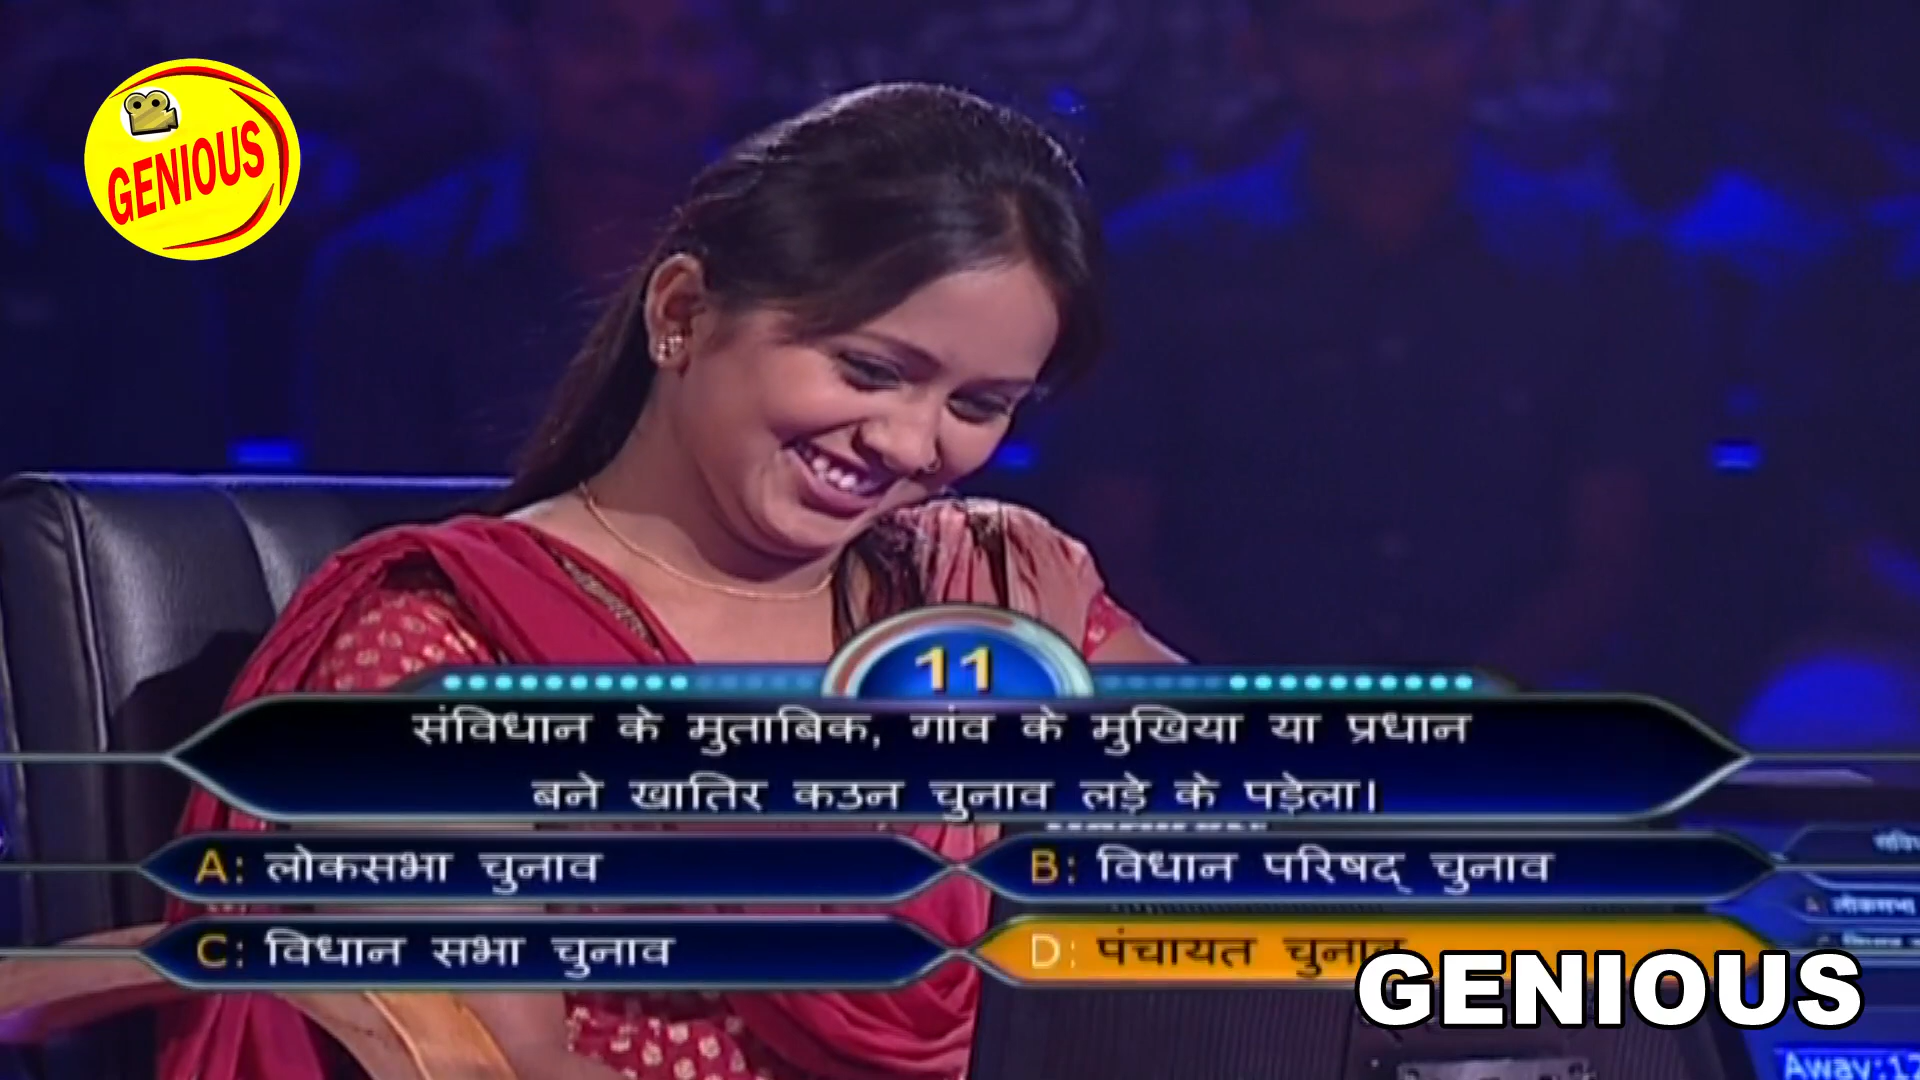 GENIOUS
11
संविधान के मुताबिक, गांव के मुखिया या प्रधान
बने खातिर कउन चुनाव लड़े के पड़ेला।
A: लोकसभा चुनाव
B: विधान परिषद् चुनाव
C: विधान सभा चुनाव
D: पंचायत चुनाव
GENIOUS